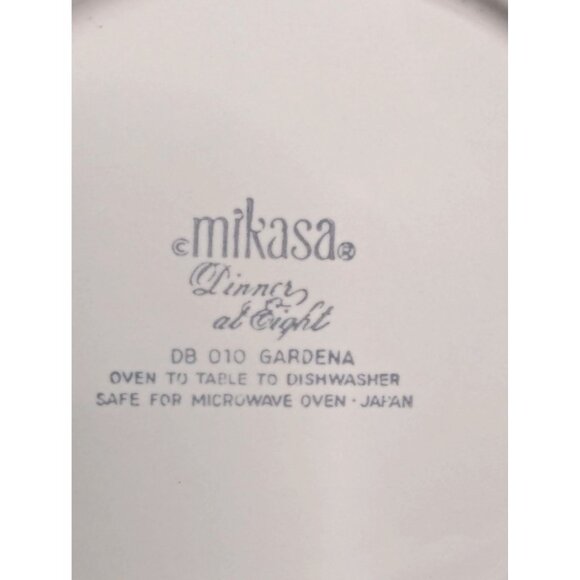 ©mikasa®
Dinner
at Eight
DB 010 GARDENA
OVEN TO TABLE TO DISHWASHER
SAFE FOR MICROWAVE OVEN · JAPAN